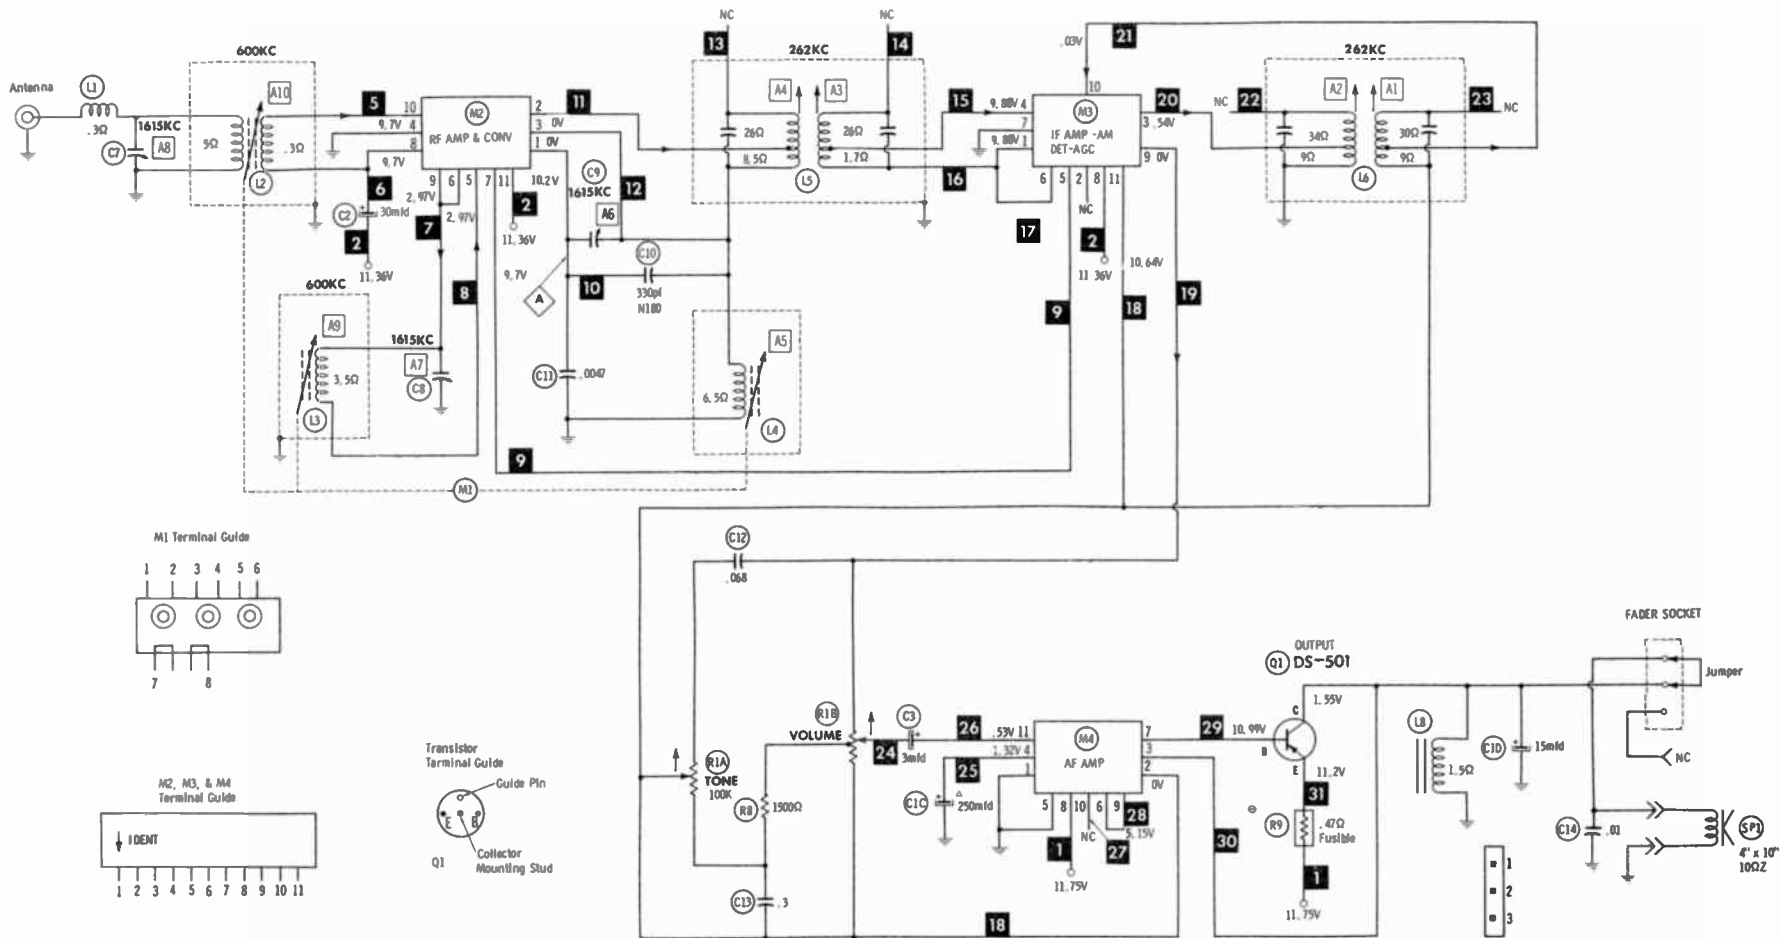 NC
NC
13
14
21
.03V
600KC
262KC
262KC
Antenna
L1
.3Ω
A10
5
10
9.7V
4
8
9.7V
M2
RF AMP & CONV
2
11
0V
3
1 0V
A4
A3
15
9.88V 4
7
9.88V 1
10
M3
IF AMP -AM
DET-AGC
20
3 .54V
9 0V
NC
22
A2
A1
23
NC
1615KC
A8
C7
5Ω
.3Ω
L2
26Ω
8.5Ω
26Ω
1.7Ω
L5
34Ω
9Ω
30Ω
9Ω
L6
6
C2
30mfd
2
11.36V
9 6 5 7 11
2.97V
2.97V
7
8
10.2V
2
11.36V
C9
1615KC
A6
12
16
17
6 5 2 8 11
NC
2
11.36V
10.64V
9.7V
A
10
C10
330pf
N180
8
9
18
19
600KC
A9
3.5Ω
L3
1615KC
A7
C8
C11
.0047
A5
6.5Ω
L4
9
M1
M1 Terminal Guide
1 2 3 4 5 6
7 8
C12
.068
FADER SOCKET
Jumper
NC
OUTPUT
Q1 DS-501
C
1.55V
B
E
11.2V
31
R1B
VOLUME
C3
24
3mfd
26
.53V 11
1.32V 4
25
1
M4
AF AMP
7
3
2
0V
29
10.99V
L8
1.5Ω
C1D
15mfd
R1A
TONE
100K
R8
1500Ω
C1C
250mfd
5 8 10 6 9
NC
28
5.15V
27
1
11.75V
30
R9
.47Ω
Fusible
1
11.75V
C14
.01
SP1
4" x 10"
10ΩZ
C13
.3
18
1
2
3
M2, M3, & M4
Terminal Guide
IDENT
1 2 3 4 5 6 7 8 9 10 11
Transistor
Terminal Guide
Guide Pin
E B
Q1
Collector
Mounting Stud